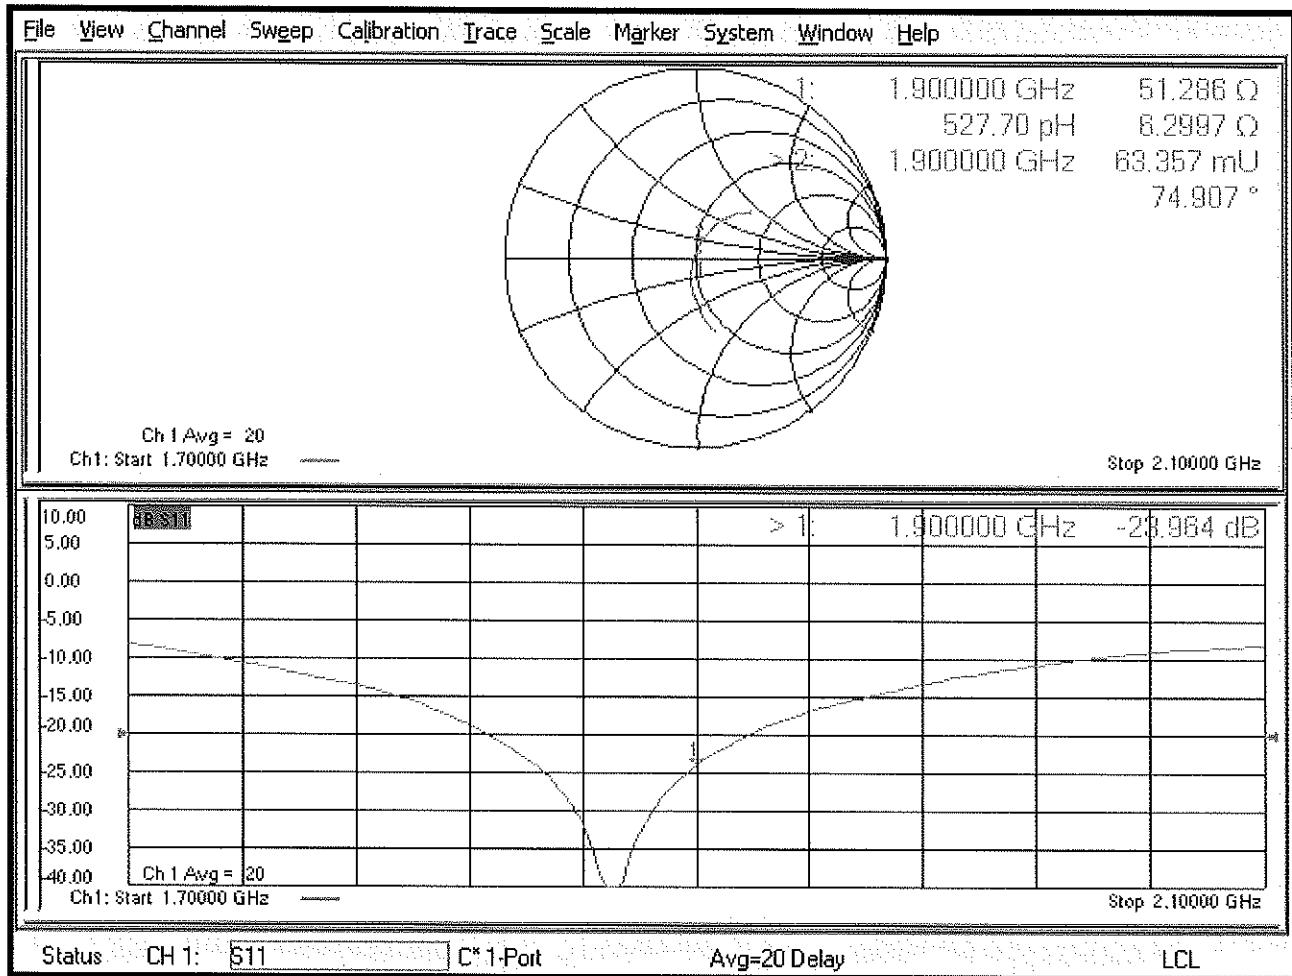 File View Channel Sweep Calibration Trace Scale Marker System Window Help
1: 1.900000 GHz 51.286 Ω
527.70 pH 6.2997 Ω
> 2: 1.900000 GHz 63.357 mU
74.907 °
Ch 1 Avg = 20
Ch1: Start 1.70000 GHz
Stop 2.10000 GHz
10.00
dB S11
> 1: 1.900000 GHz -23.964 dB
5.00
0.00
-5.00
-10.00
-15.00
-20.00
1
-25.00
-30.00
-35.00
-40.00
Ch 1 Avg = 20
Ch1: Start 1.70000 GHz
Stop 2.10000 GHz
Status CH 1: S11 C* 1-Port Avg=20 Delay LCL